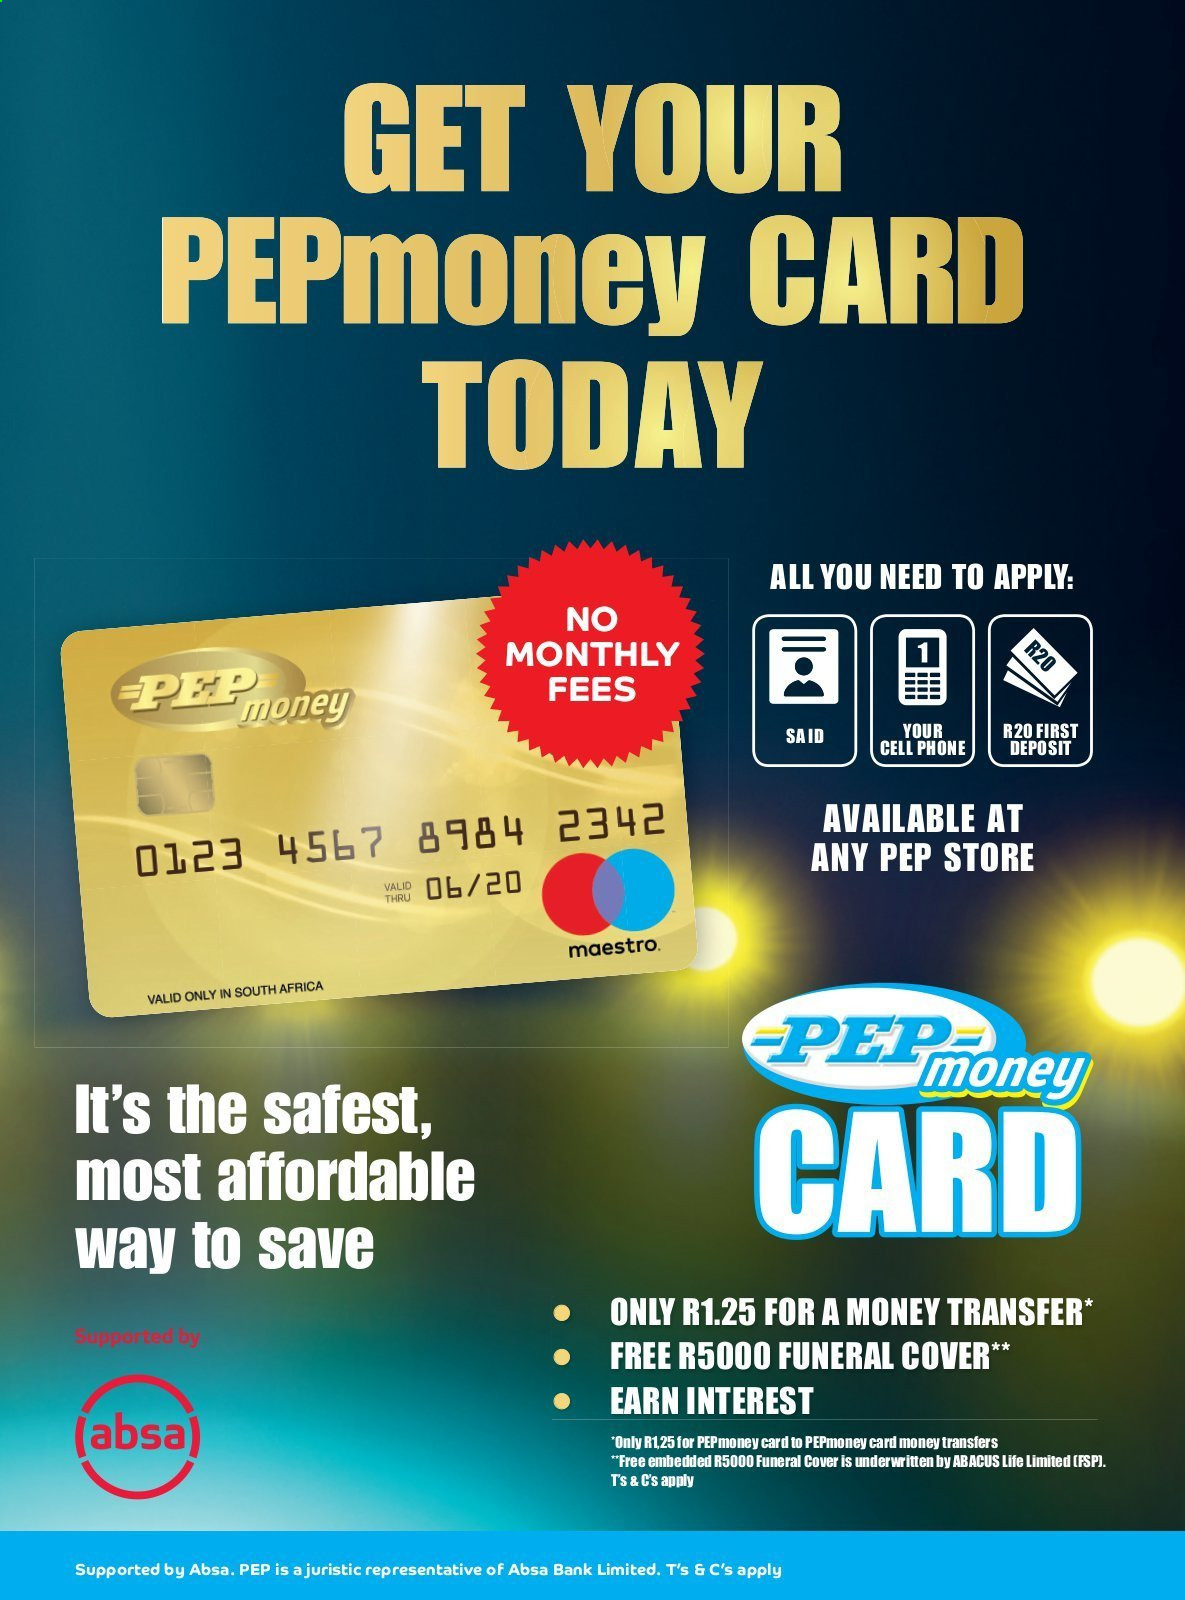 GET YOUR
PEPmoney CARD
TODAY
NO
MONTHLY
FEES
PEP
money
0123 4567 8984 2342
VALID
THRU
06/20
maestro
VALID ONLY IN SOUTH AFRICA
ALL YOU NEED TO APPLY:
1
R20
SA ID
YOUR
CELL PHONE
R20 FIRST
DEPOSIT
AVAILABLE AT
ANY PEP STORE
PEP
money
CARD
It's the safest,
most affordable
way to save
Supported by
absa
ONLY R1.25 FOR A MONEY TRANSFER*
FREE R5000 FUNERAL COVER**
EARN INTEREST
*Only R1,25 for PEPmoney card to PEPmoney card money transfers
**Free embedded R5000 Funeral Cover is underwritten by ABACUS Life Limited (FSP).
T's & C's apply
Supported by Absa. PEP is a juristic representative of Absa Bank Limited. T's & C's apply